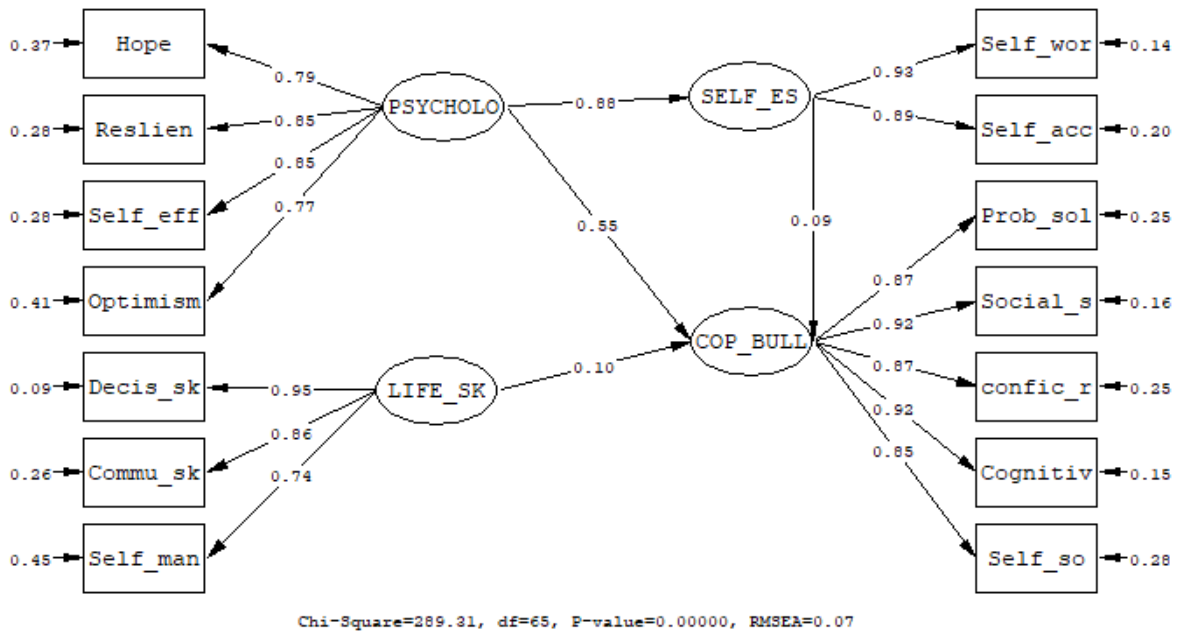 0.37 Hope
0.28 Reslien
0.28 Self_eff
0.41 Optimism
0.09 Decis_sk
0.26 Commu_sk
0.45 Self_man
0.79
0.85
0.85
0.77
0.95
0.86
0.74
PSYCHOLO
LIFE_SK
0.88
0.55
0.10
SELF_ES
0.09
COP_BULL
0.93
0.89
0.87
0.92
0.87
0.92
0.85
Self_wor 0.14
Self_acc 0.20
Prob_sol 0.25
Social_s 0.16
confic_r 0.25
Cognitiv 0.15
Self_so 0.28
Chi-Square=289.31, df=65, P-value=0.00000, RMSEA=0.07